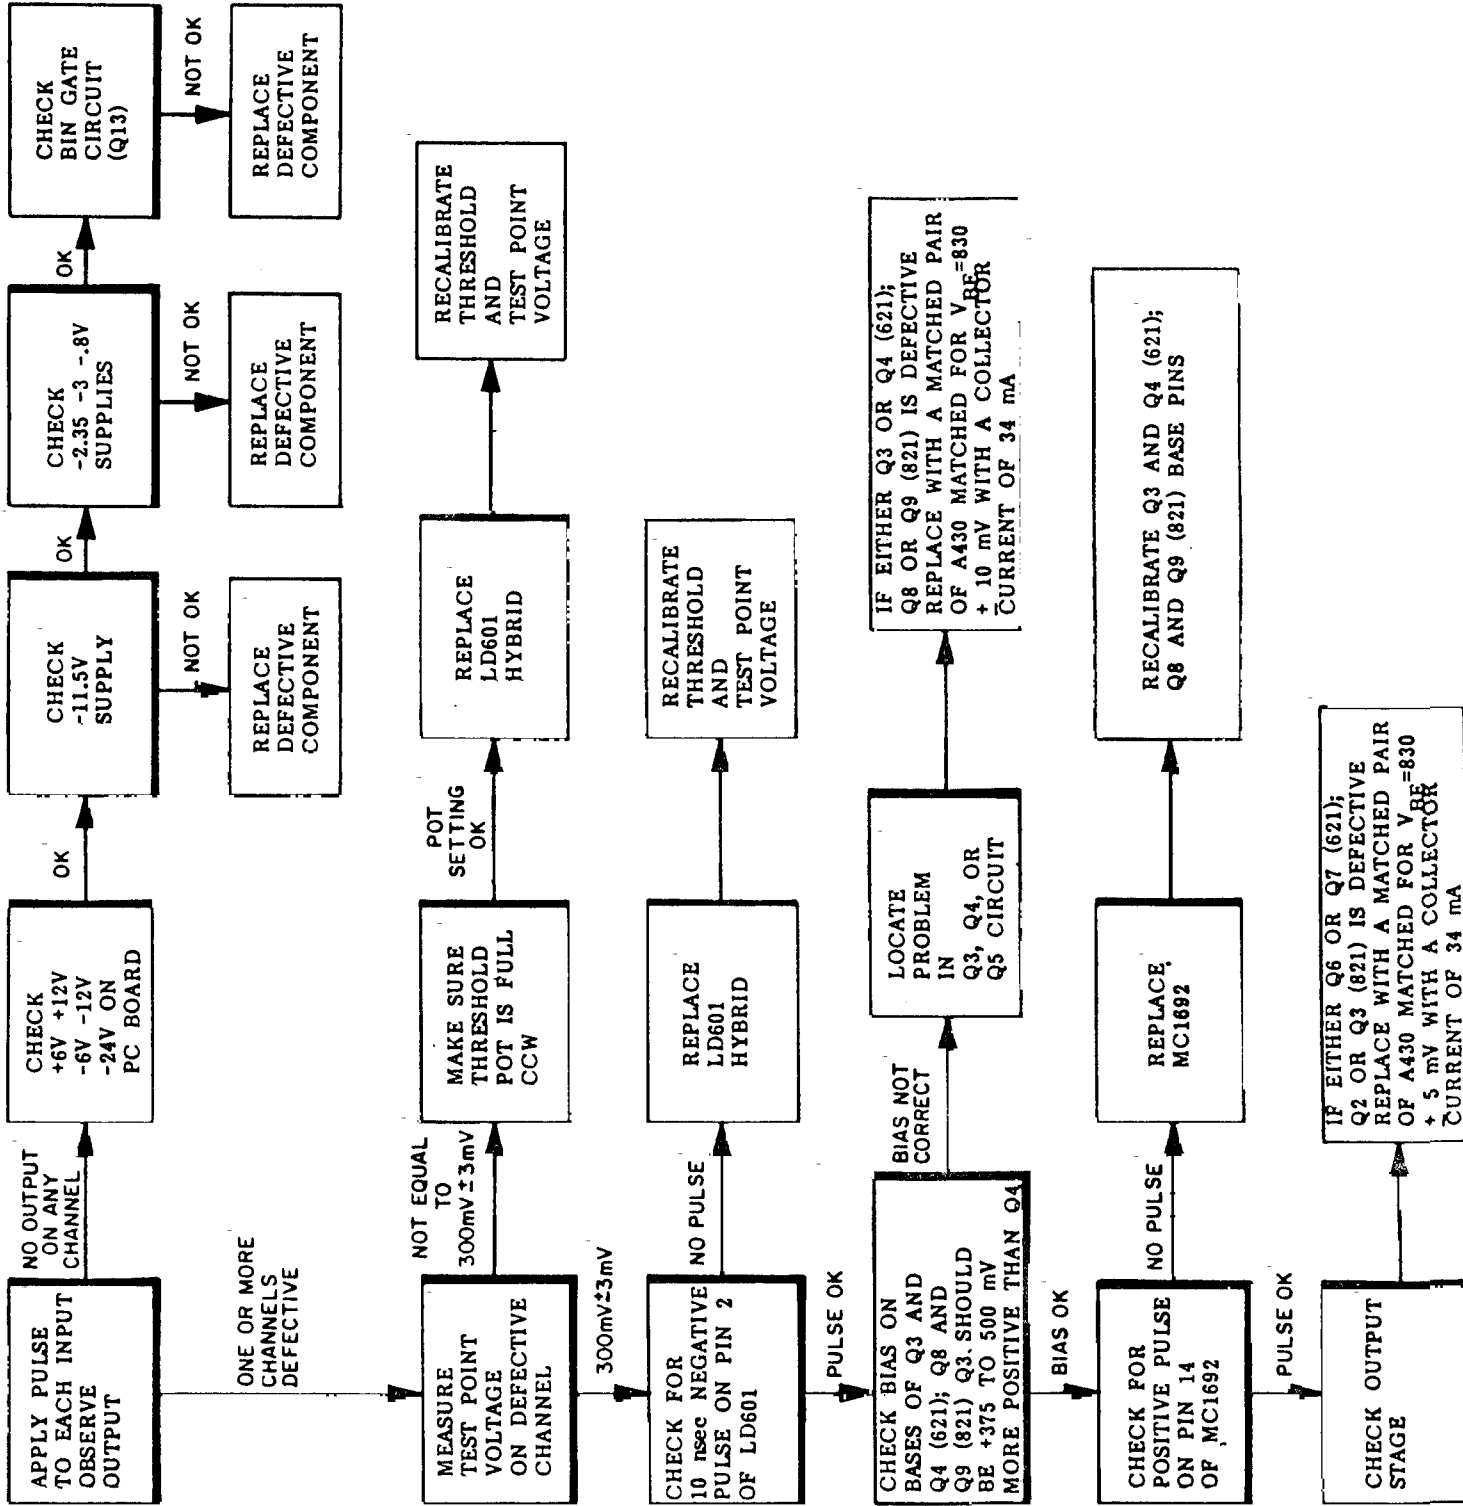 APPLY PULSE
TO EACH INPUT
OBSERVE
OUTPUT
NO OUTPUT
ON ANY
CHANNEL
CHECK
+6V +12V
-6V -12V
-24V ON
PC BOARD
OK
CHECK
-11.5V
SUPPLY
NOT OK
REPLACE
DEFECTIVE
COMPONENT
OK
CHECK
-2.35 -3 -.8V
SUPPLIES
NOT OK
REPLACE
DEFECTIVE
COMPONENT
OK
CHECK
BIN GATE
CIRCUIT
(Q13)
NOT OK
REPLACE
DEFECTIVE
COMPONENT
ONE OR MORE
CHANNELS
DEFECTIVE
MEASURE
TEST POINT
VOLTAGE
ON DEFECTIVE
CHANNEL
NOT EQUAL
TO
300mV±3mV
MAKE SURE
THRESHOLD
POT IS FULL
CCW
POT
SETTING
OK
REPLACE
LD601
HYBRID
RECALIBRATE
THRESHOLD
AND
TEST POINT
VOLTAGE
300mV±3mV
CHECK FOR
10 nsec NEGATIVE
PULSE ON PIN 2
OF LD601
NO PULSE
REPLACE
LD601
HYBRID
RECALIBRATE
THRESHOLD
AND
TEST POINT
VOLTAGE
PULSE OK
CHECK BIAS ON
BASES OF Q3 AND
Q4 (621); Q8 AND
Q9 (821) Q3 SHOULD
BE +375 TO 500 mV
MORE POSITIVE THAN Q4
BIAS NOT
CORRECT
LOCATE
PROBLEM
IN
Q3, Q4, OR
Q5 CIRCUIT
IF EITHER Q3 OR Q4 (621);
Q8 OR Q9 (821) IS DEFECTIVE
REPLACE WITH A MATCHED PAIR
OF A430 MATCHED FOR VBE=830
± 10 mV WITH A COLLECTOR
CURRENT OF 34 mA
BIAS OK
CHECK FOR
POSITIVE PULSE
ON PIN 14
OF MC1692
NO PULSE
REPLACE
MC1692
RECALIBRATE Q3 AND Q4 (621);
Q8 AND Q9 (821) BASE PINS
PULSE OK
CHECK OUTPUT
STAGE
IF EITHER Q6 OR Q7 (621);
Q2 OR Q3 (821) IS DEFECTIVE
REPLACE WITH A MATCHED PAIR
OF A430 MATCHED FOR VBE=830
± 5 mV WITH A COLLECTOR
CURRENT OF 34 mA